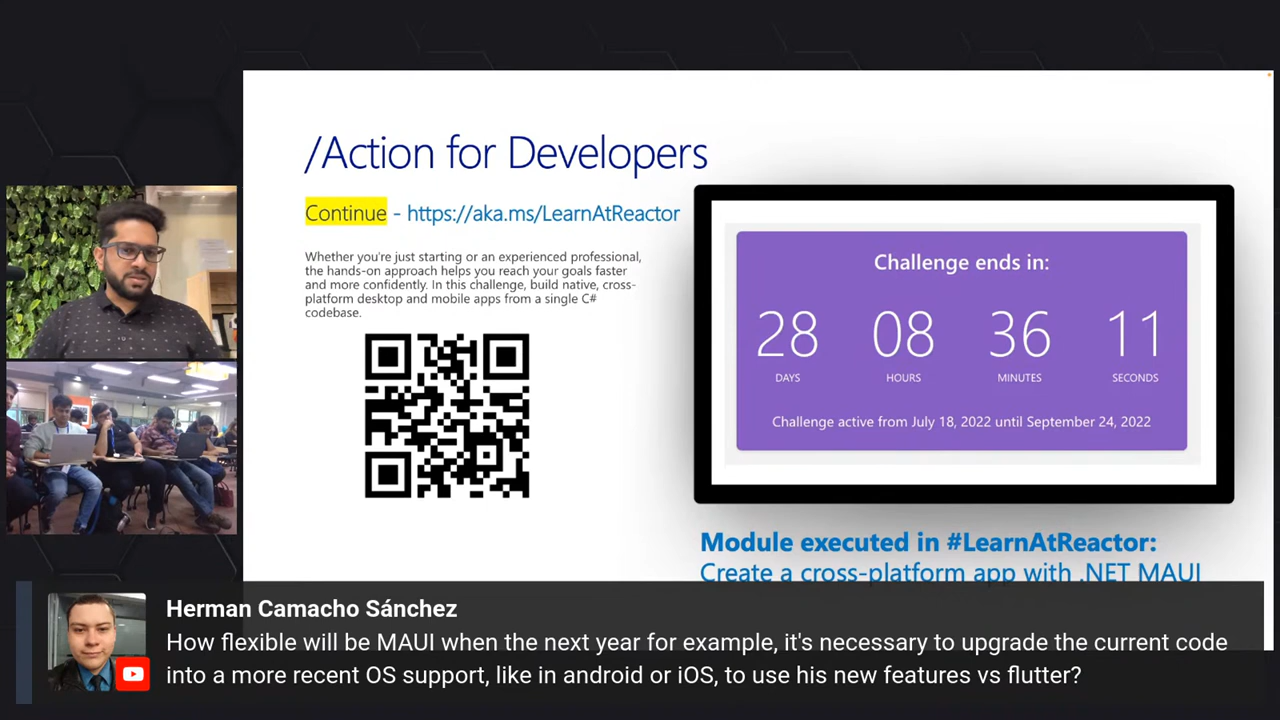 /Action for Developers
Continue - https://aka.ms/LearnAtReactor
Whether you're just starting or an experienced professional,
the hands-on approach helps you reach your goals faster
and more confidently. In this challenge, build native, cross-
platform desktop and mobile apps from a single C#
codebase.
Challenge ends in:
28 08 36 11
DAYS HOURS MINUTES SECONDS
Challenge active from July 18, 2022 until September 24, 2022
Module executed in #LearnAtReactor:
Create a cross-platform app with .NET MAUI
Herman Camacho Sánchez
How flexible will be MAUI when the next year for example, it's necessary to upgrade the current code
into a more recent OS support, like in android or iOS, to use his new features vs flutter?